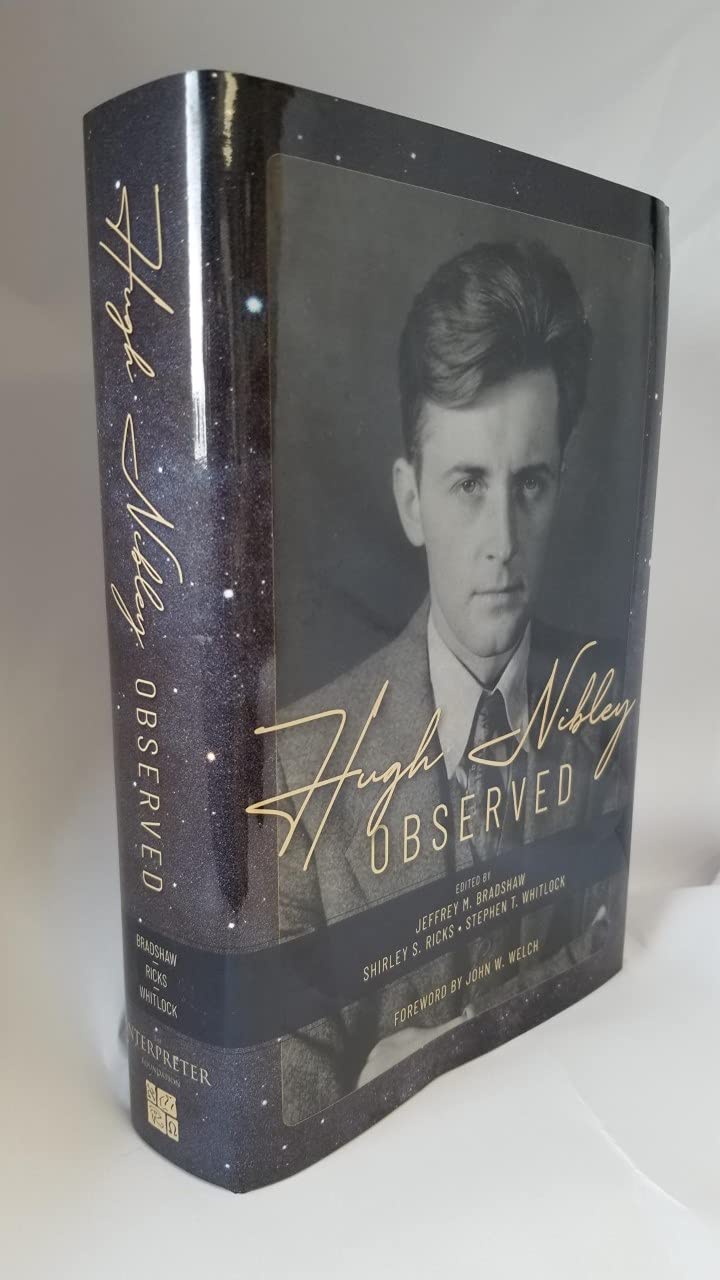 Hugh Nibley OBSERVED
BRADSHAW
RICKS
WHITLOCK
INTERPRETER
FOUNDATION
Hugh Nibley
OBSERVED
EDITED BY
JEFFREY M. BRADSHAW
SHIRLEY S. RICKS • STEPHEN T. WHITLOCK
FOREWORD BY JOHN W. WELCH